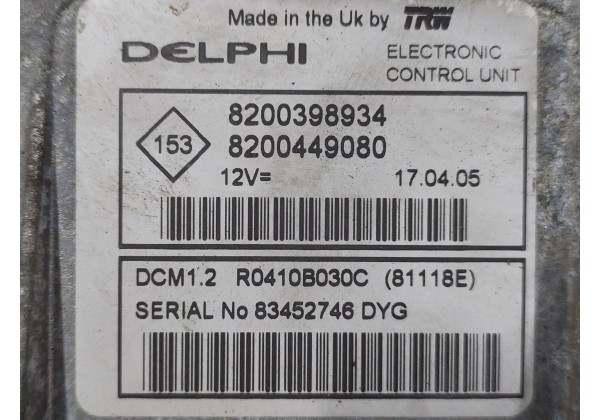 Made in the Uk by TRW
DELPHI
ELECTRONIC
CONTROL UNIT
153
8200398934
8200449080
12V= 17.04.05
DCM1.2 R0410B030C (81118E)
SERIAL No 83452746 DYG